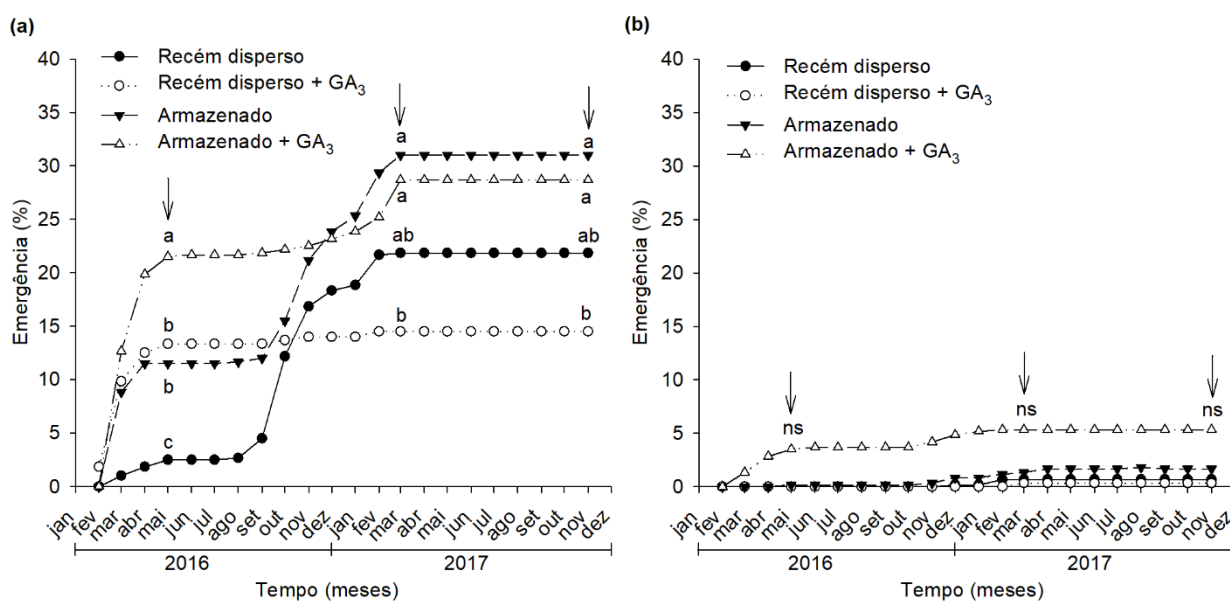 (a)
Recém disperso
Recém disperso + GA₃
Armazenado
Armazenado + GA₃
40
35
30
25
20
15
10
5
0
Emergência (%)
a
b
b
c
a
a
ab
b
a
a
ab
b
jan fev mar abr mai jun jul ago set out nov dez jan fev mar abr mai jun jul ago set out nov dez
2016 2017
Tempo (meses)
(b)
Recém disperso
Recém disperso + GA₃
Armazenado
Armazenado + GA₃
40
35
30
25
20
15
10
5
0
Emergência (%)
ns
ns
ns
jan fev mar abr mai jun jul ago set out nov dez jan fev mar abr mai jun jul ago set out nov dez
2016 2017
Tempo (meses)